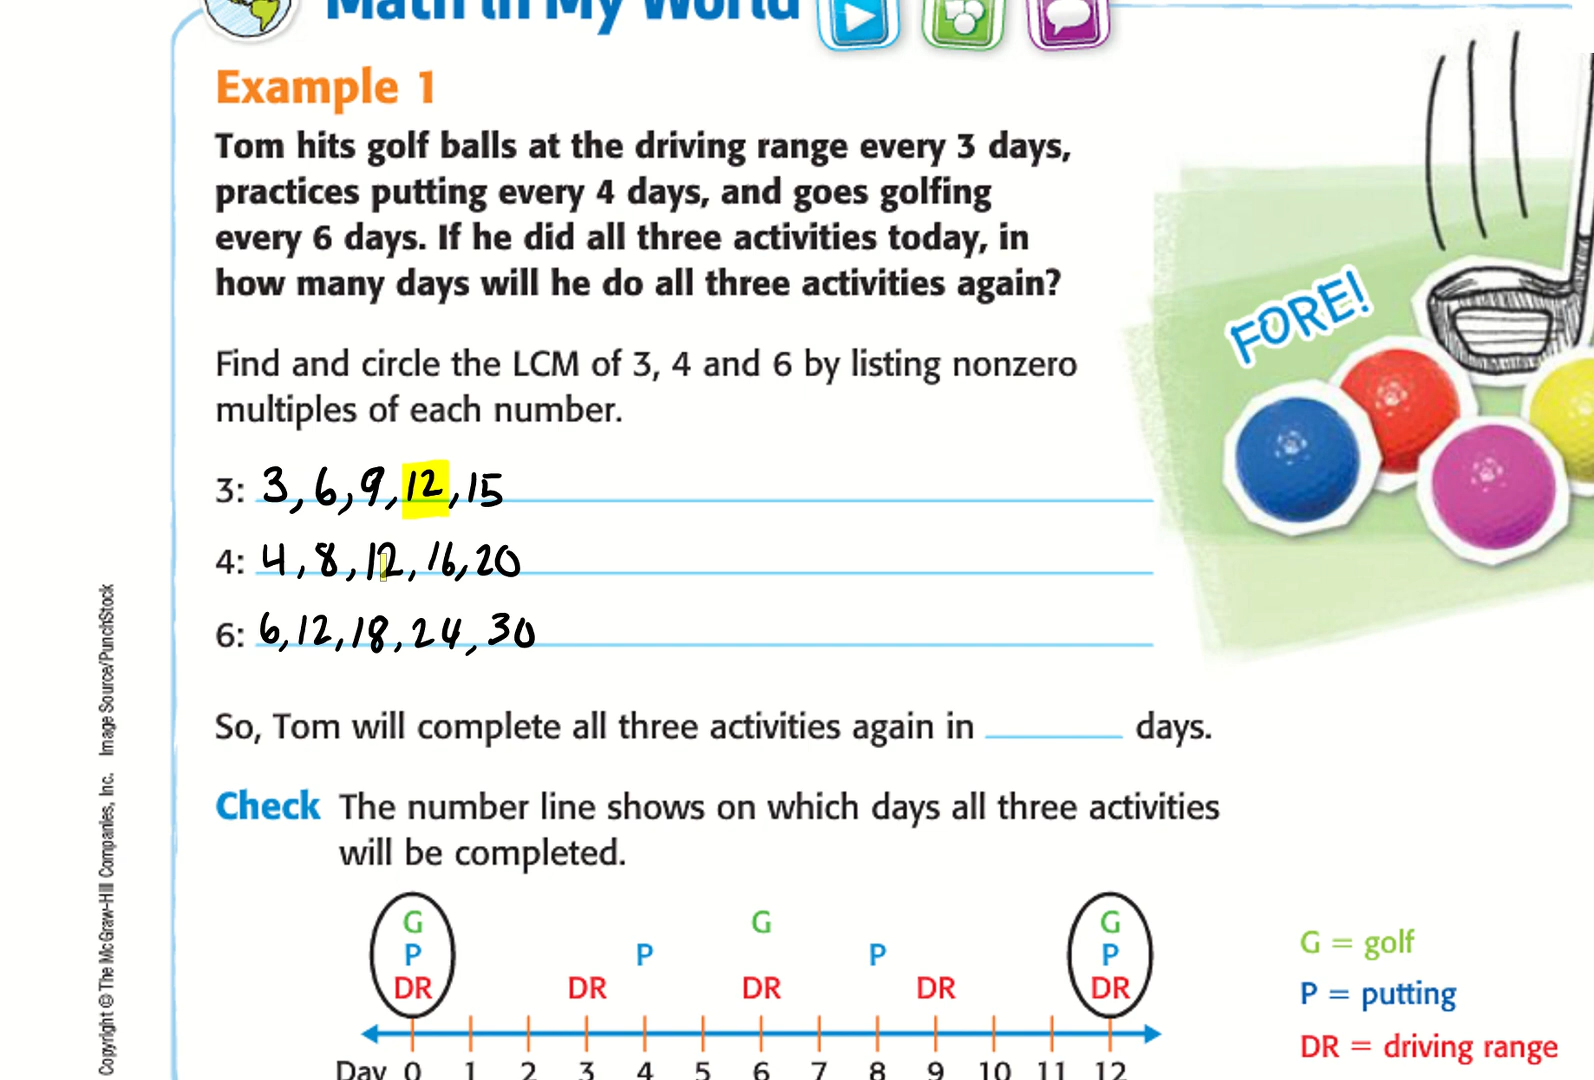 Math in My World
Example 1
Tom hits golf balls at the driving range every 3 days,
practices putting every 4 days, and goes golfing
every 6 days. If he did all three activities today, in
how many days will he do all three activities again?
FORE!
Find and circle the LCM of 3, 4 and 6 by listing nonzero
multiples of each number.
3: 3, 6, 9, 12, 15
4: 4, 8, 12, 16, 20
6: 6, 12, 18, 24, 30
So, Tom will complete all three activities again in ______ days.
Check The number line shows on which days all three activities
will be completed.
G G G
P P P P
DR DR DR DR DR
Day 0 1 2 3 4 5 6 7 8 9 10 11 12
G = golf
P = putting
DR = driving range
Copyright © The McGraw-Hill Companies, Inc. Image Source/PunchStock